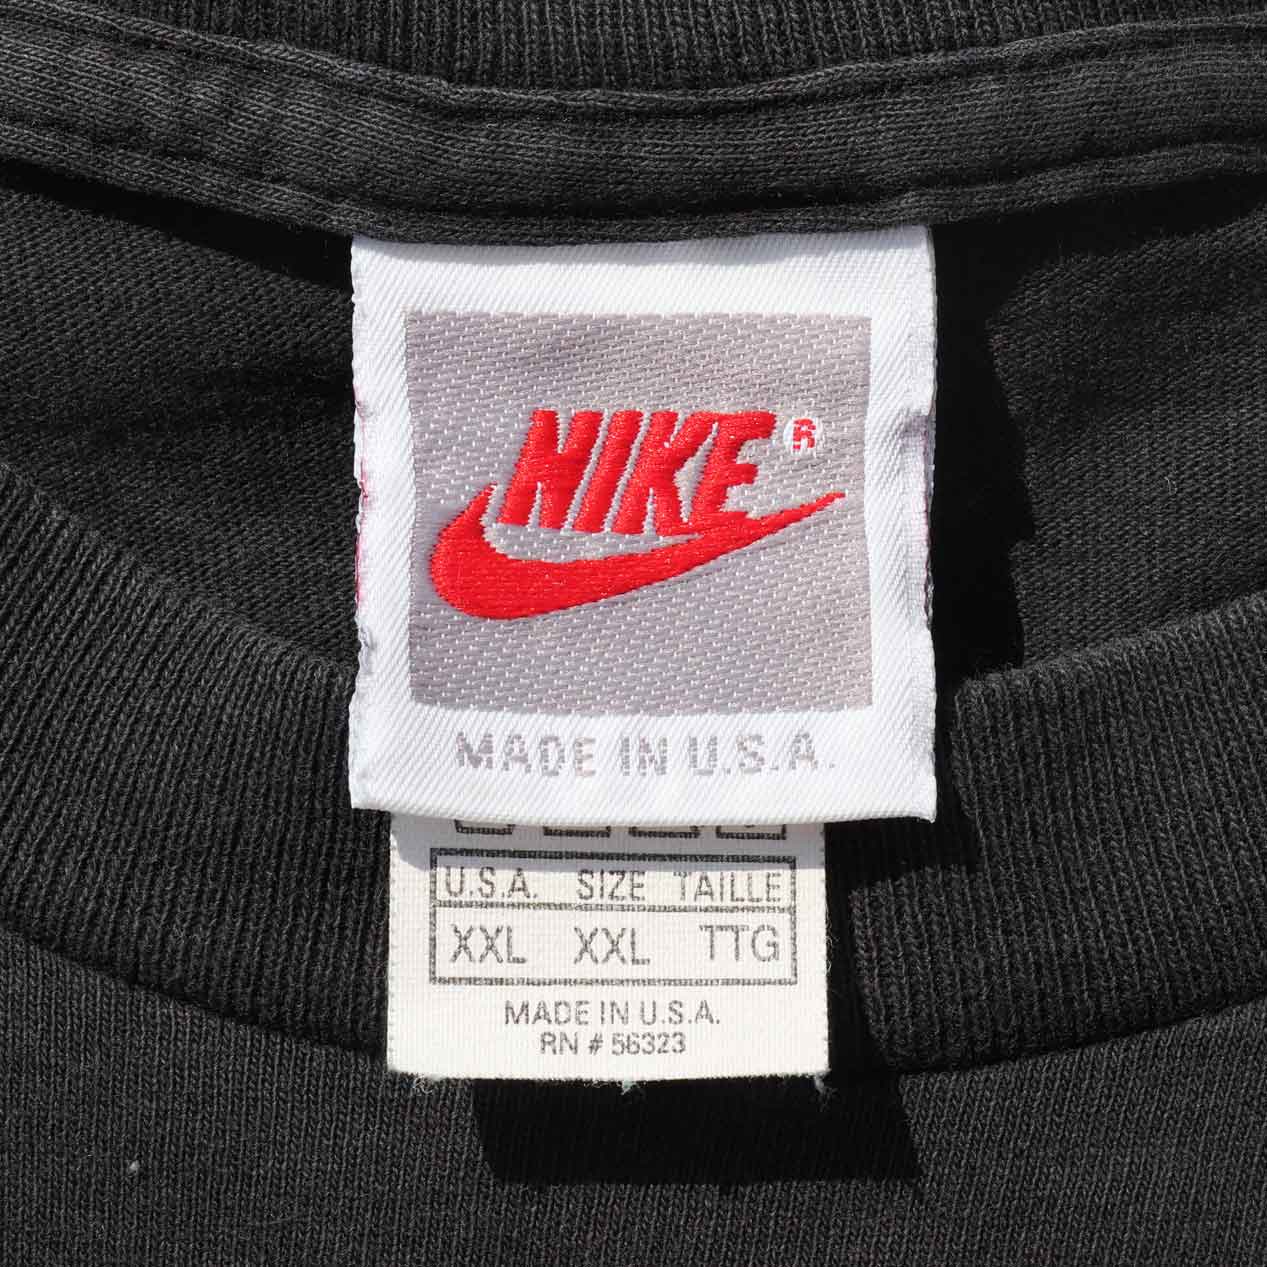 NIKE ®
MADE IN U.S.A.
U.S.A. SIZE TAILLE
XXL XXL TTG
MADE IN U.S.A.
RN # 56323